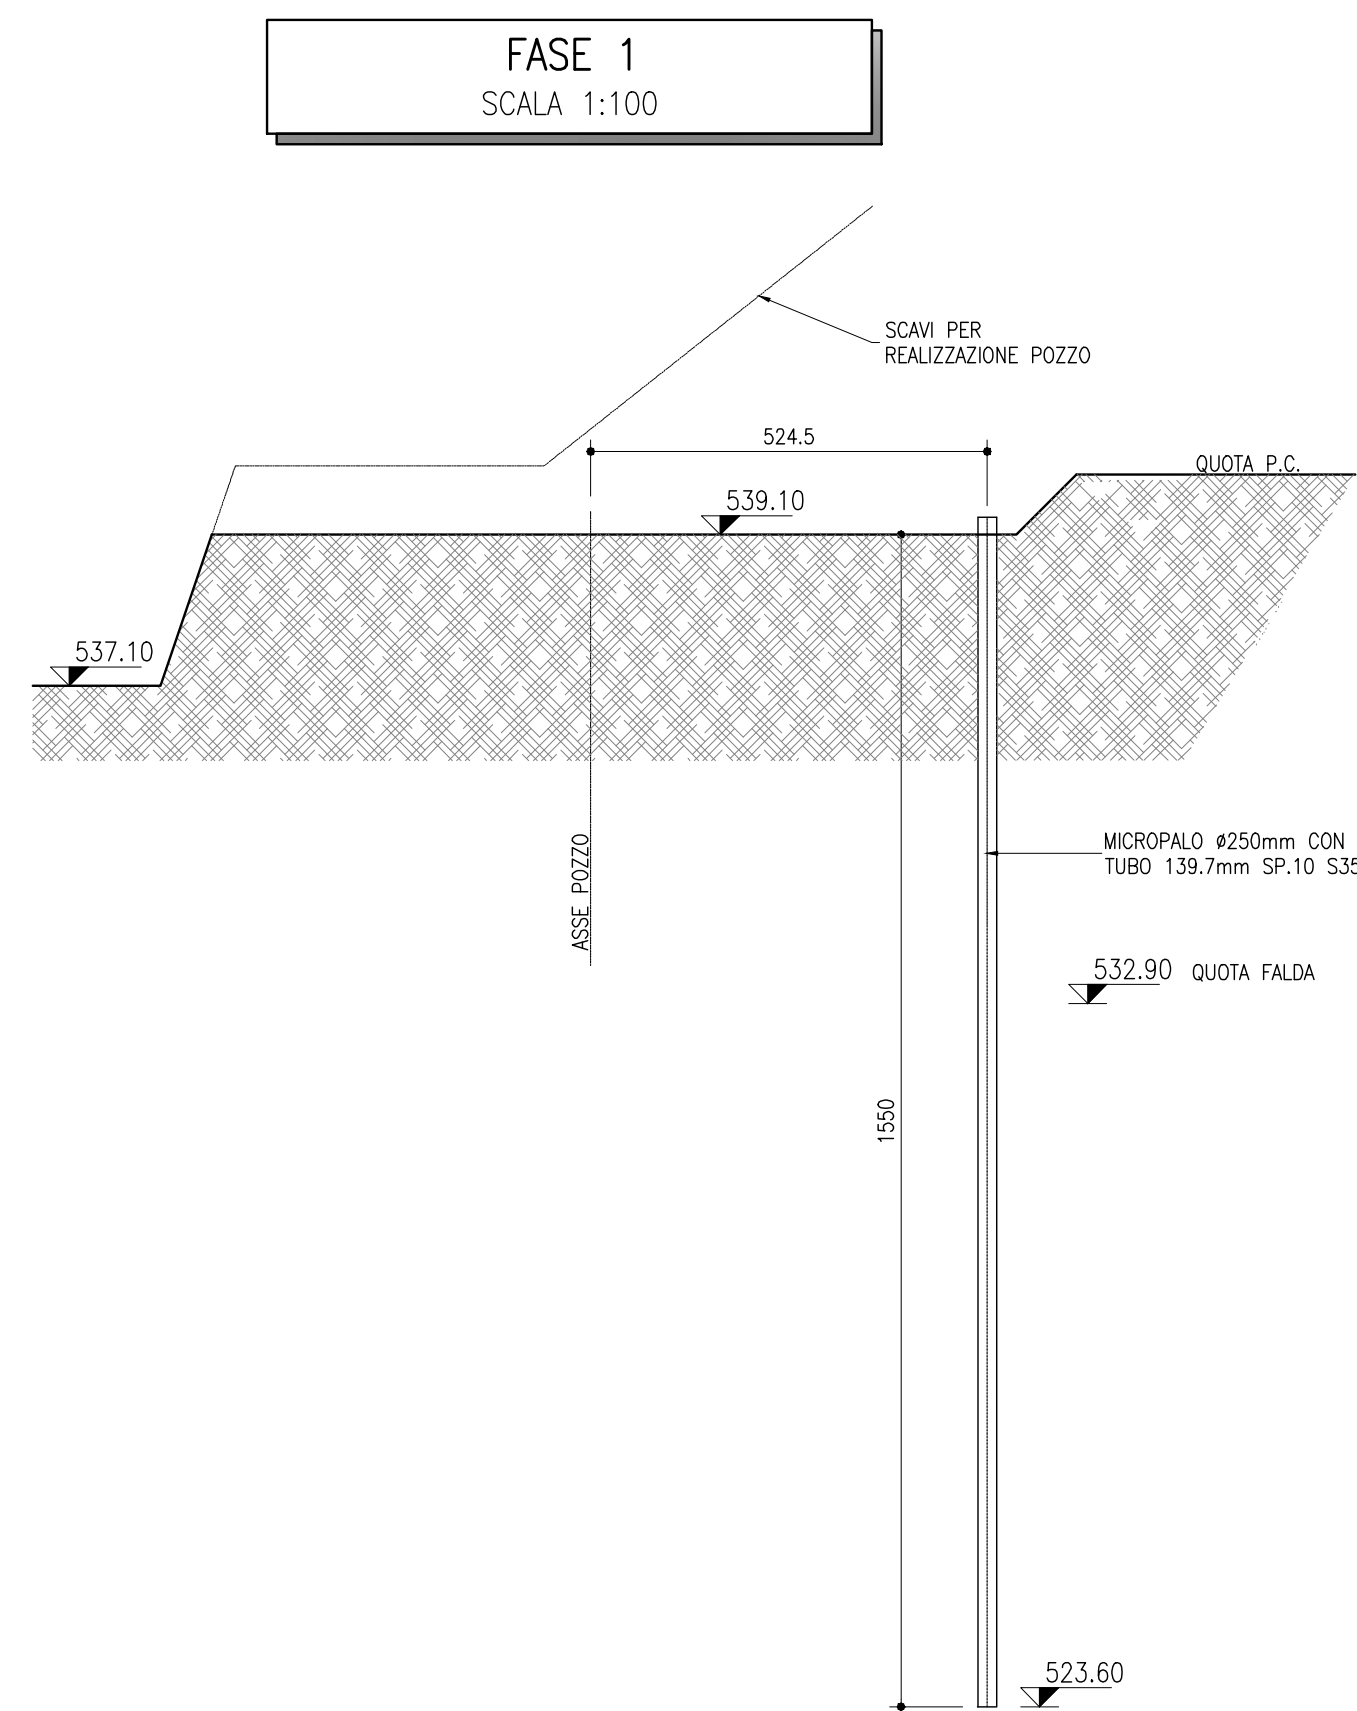 FASE 1
SCALA 1:100
SCAVI PER
REALIZZAZIONE POZZO
524.5
QUOTA P.C.
539.10
537.10
ASSE POZZO
MICROPALO ø250mm CON
TUBO 139.7mm SP.10 S35
532.90 QUOTA FALDA
1550
523.60